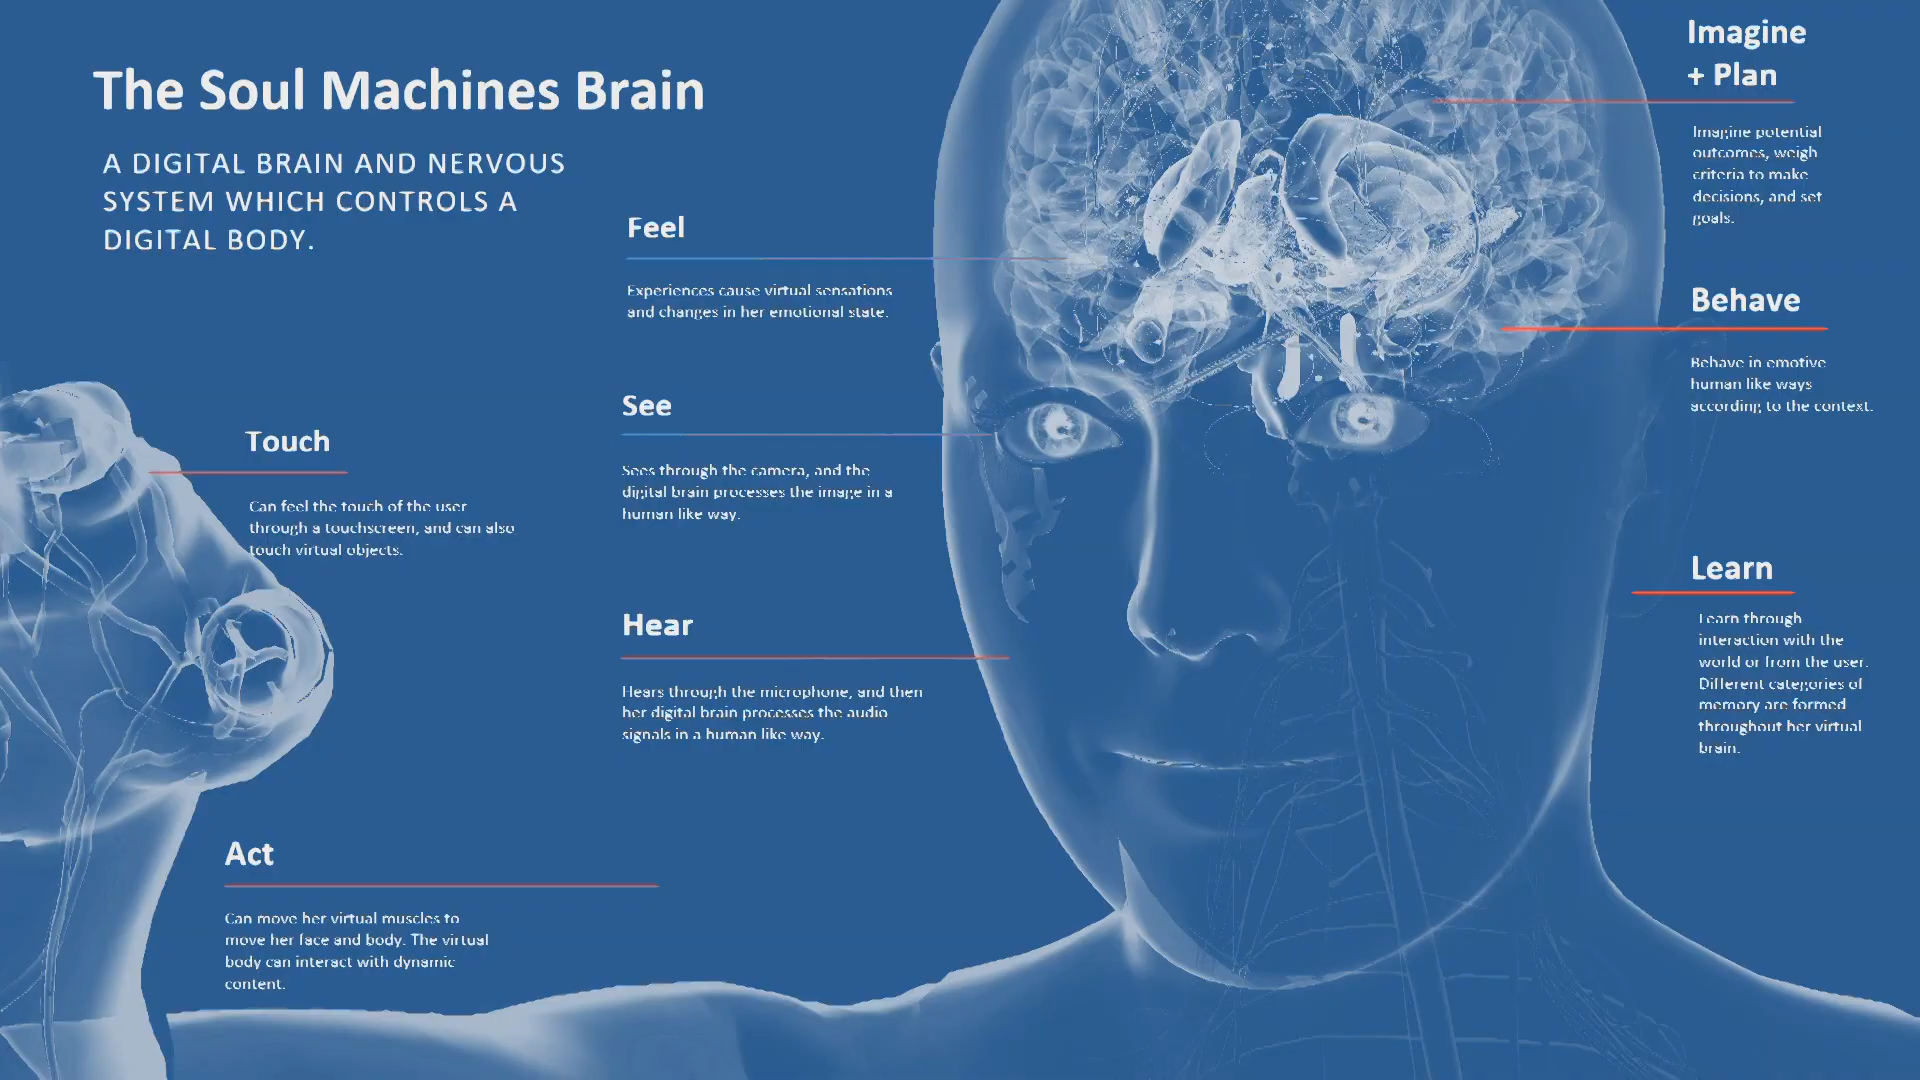 The Soul Machines Brain
A DIGITAL BRAIN AND NERVOUS
SYSTEM WHICH CONTROLS A
DIGITAL BODY.
Feel
Experiences cause virtual sensations
and changes in her emotional state.
See
Sees through the camera, and the
digital brain processes the image in a
human like way.
Touch
Can feel the touch of the user
through a touchscreen, and can also
touch virtual objects.
Hear
Hears through the microphone, and then
her digital brain processes the audio
signals in a human like way.
Act
Can move her virtual muscles to
move her face and body. The virtual
body can interact with dynamic
content.
Imagine
+ Plan
Imagine potential
outcomes, weigh
criteria to make
decisions, and set
goals.
Behave
Behave in emotive
human like ways
according to the context.
Learn
Learn through
interaction with the
world or from the user.
Different categories of
memory are formed
throughout her virtual
brain.